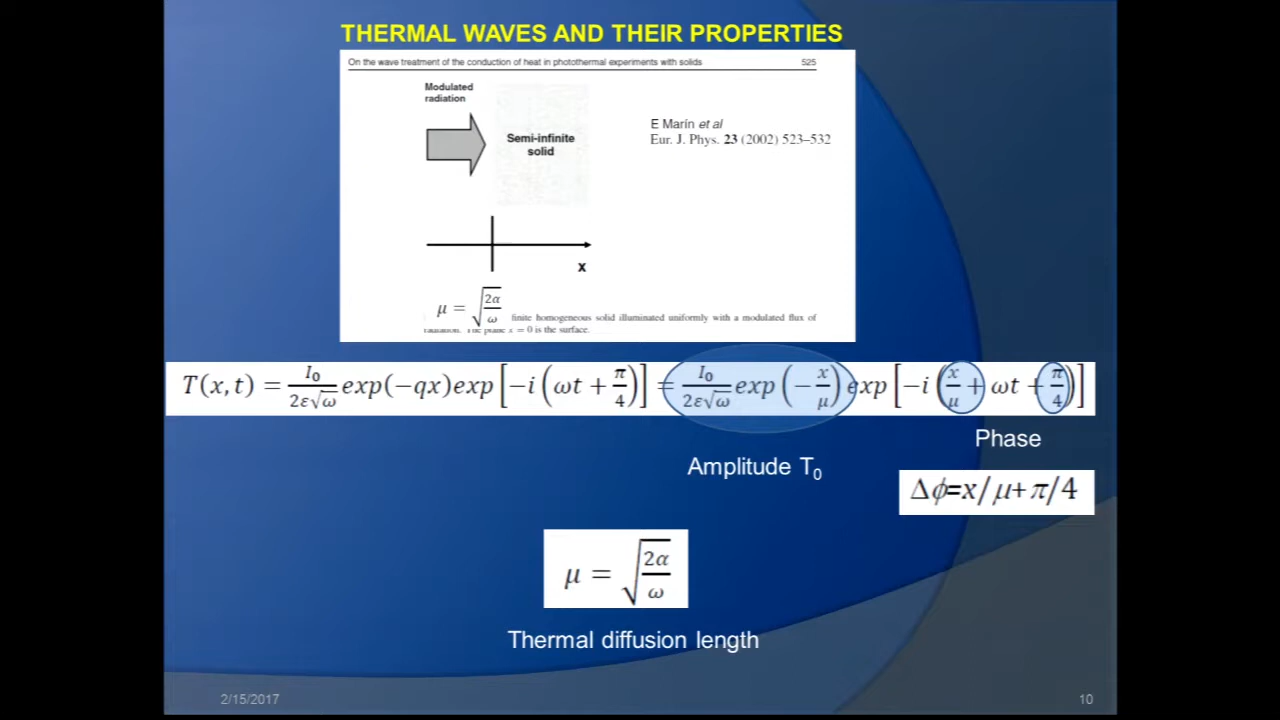 THERMAL WAVES AND THEIR PROPERTIES
On the wave treatment of the conduction of heat in photothermal experiments with solids 525
Modulated
radiation
Semi-infinite
solid
E Marín et al
Eur. J. Phys. 23 (2002) 523–532
x
μ = √(2α/ω)
finite homogeneous solid illuminated uniformly with a modulated flux of
x = 0 is the surface.
T(x, t) = I₀/(2ε√ω) exp(−qx)exp[−i(ωt + π/4)] = I₀/(2ε√ω) exp(−x/μ) exp[−i(x/μ + ωt + π/4)]
Phase
Amplitude T₀
Δϕ=x/μ+π/4
μ = √(2α/ω)
Thermal diffusion length
2/15/2017 10